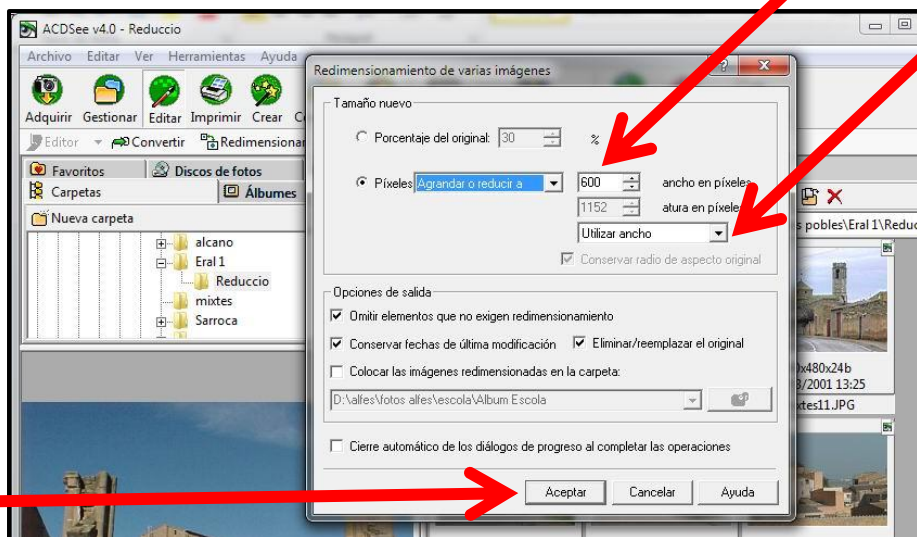 ACDSee v4.0 - Reduccio
Archivo Editar Ver Herramientas Ayuda
Adquirir Gestionar Editar Imprimir Crear
Editor Convertir Redimensionar
Favoritos Discos de fotos
Carpetas Álbumes
Nueva carpeta
alcano
Eral 1
Reduccio
mixtes
Sarroca
Redimensionamiento de varias imágenes
Tamaño nuevo
Porcentaje del original: 30 %
Píxeles Agrandar o reducir a 600 ancho en píxeles
1152 atura en píxeles
Utilizar ancho
Conservar radio de aspecto original
Opciones de salida
Omitir elementos que no exigen redimensionamiento
Conservar fechas de última modificación Eliminar/reemplazar el original
Colocar las imágenes redimensionadas en la carpeta:
D:\alfes\fotos alfes\escola\Album Escola
Cierre automático de los diálogos de progreso al completar las operaciones
Aceptar Cancelar Ayuda
s pobles\Eral 1\Reduc
x480x24b
/2001 13:25
xtes11.JPG